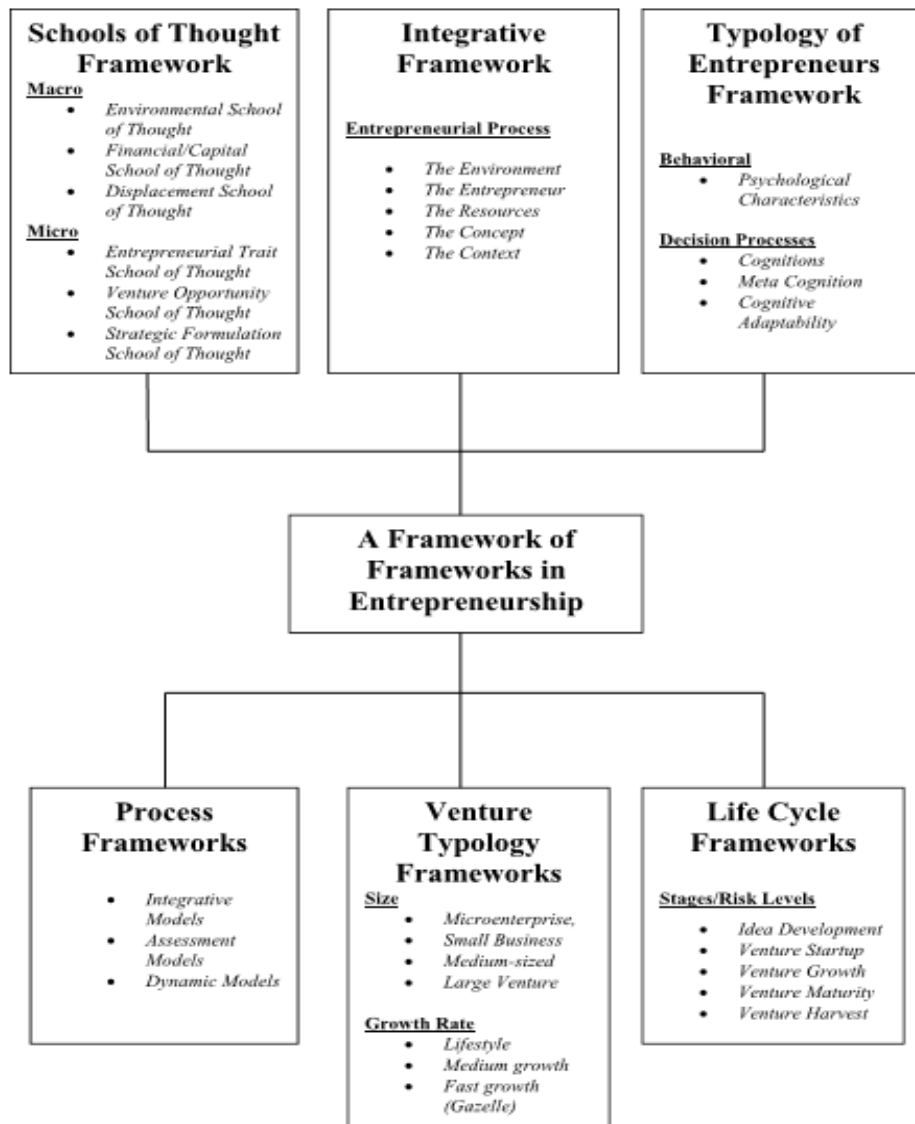 Schools of Thought
Framework
Macro
• Environmental School
of Thought
• Financial/Capital
School of Thought
• Displacement School
of Thought
Micro
• Entrepreneurial Trait
School of Thought
• Venture Opportunity
School of Thought
• Strategic Formulation
School of Thought
Integrative
Framework
Entrepreneurial Process
• The Environment
• The Entrepreneur
• The Resources
• The Concept
• The Context
Typology of
Entrepreneurs
Framework
Behavioral
• Psychological
Characteristics
Decision Processes
• Cognitions
• Meta Cognition
• Cognitive
Adaptability
A Framework of
Frameworks in
Entrepreneurship
Process
Frameworks
• Integrative
Models
• Assessment
Models
• Dynamic Models
Venture
Typology
Frameworks
Size
• Microenterprise,
• Small Business
• Medium-sized
• Large Venture
Growth Rate
• Lifestyle
• Medium growth
• Fast growth
(Gazelle)
Life Cycle
Frameworks
Stages/Risk Levels
• Idea Development
• Venture Startup
• Venture Growth
• Venture Maturity
• Venture Harvest